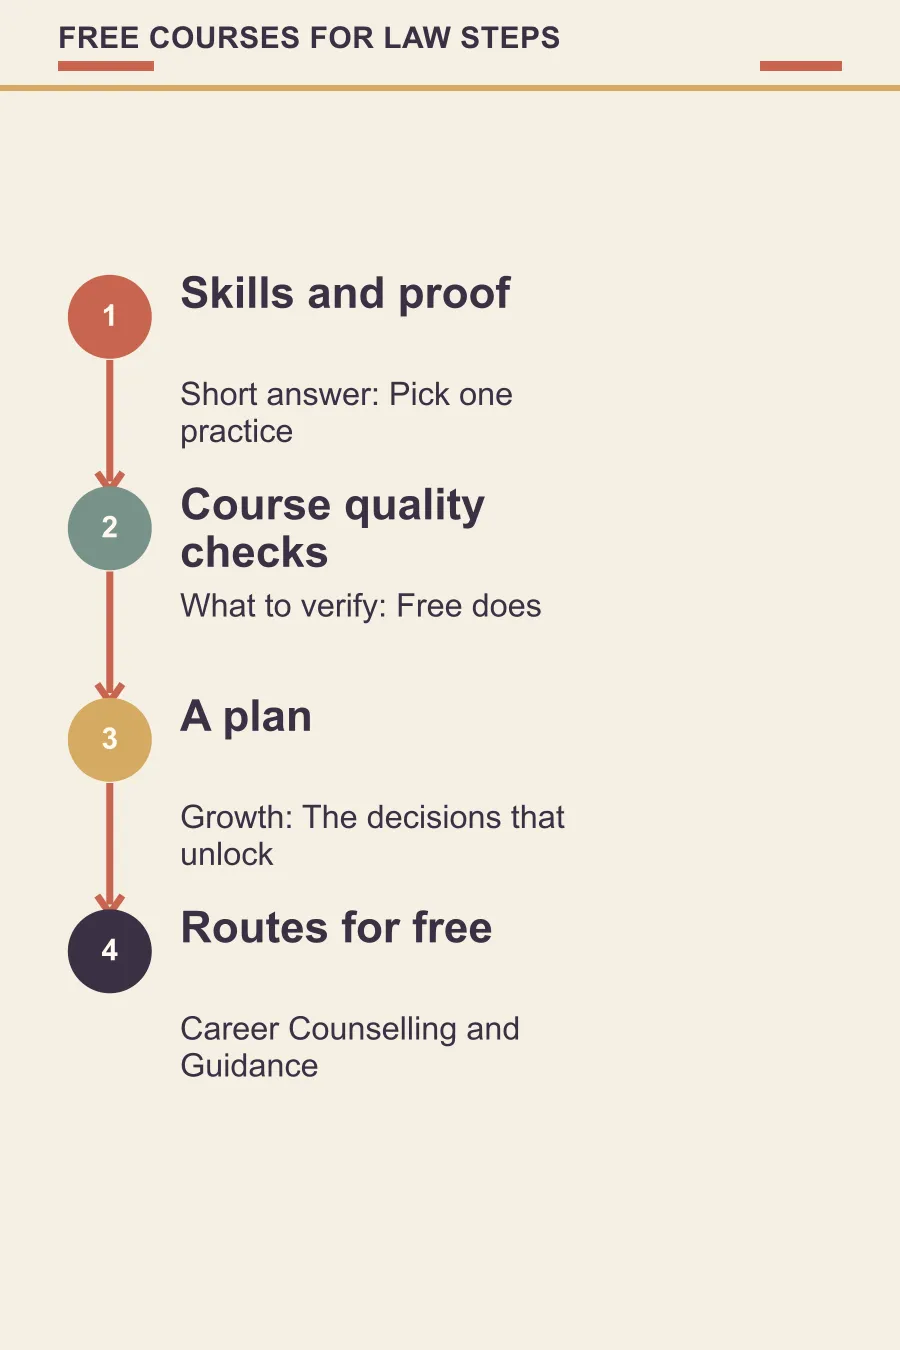 FREE COURSES FOR LAW STEPS
1
Skills and proof
Short answer: Pick one
practice
2
Course quality
checks
What to verify: Free does
3
A plan
Growth: The decisions that
unlock
4
Routes for free
Career Counselling and
Guidance